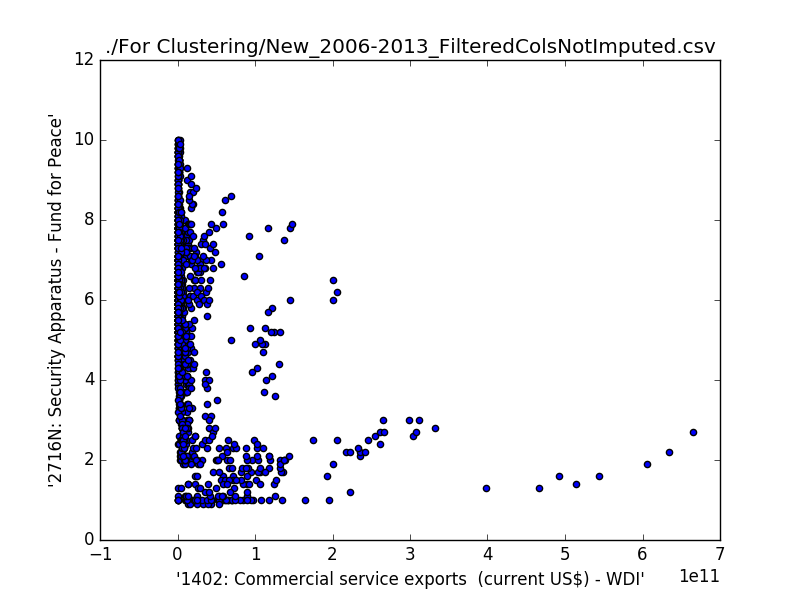 ./For Clustering/New_2006-2013_FilteredColsNotImputed.csv
12
10
8
6
4
2
0
'2716N: Security Apparatus - Fund for Peace'
−1 0 1 2 3 4 5 6 7
1e11
'1402: Commercial service exports  (current US$) - WDI'